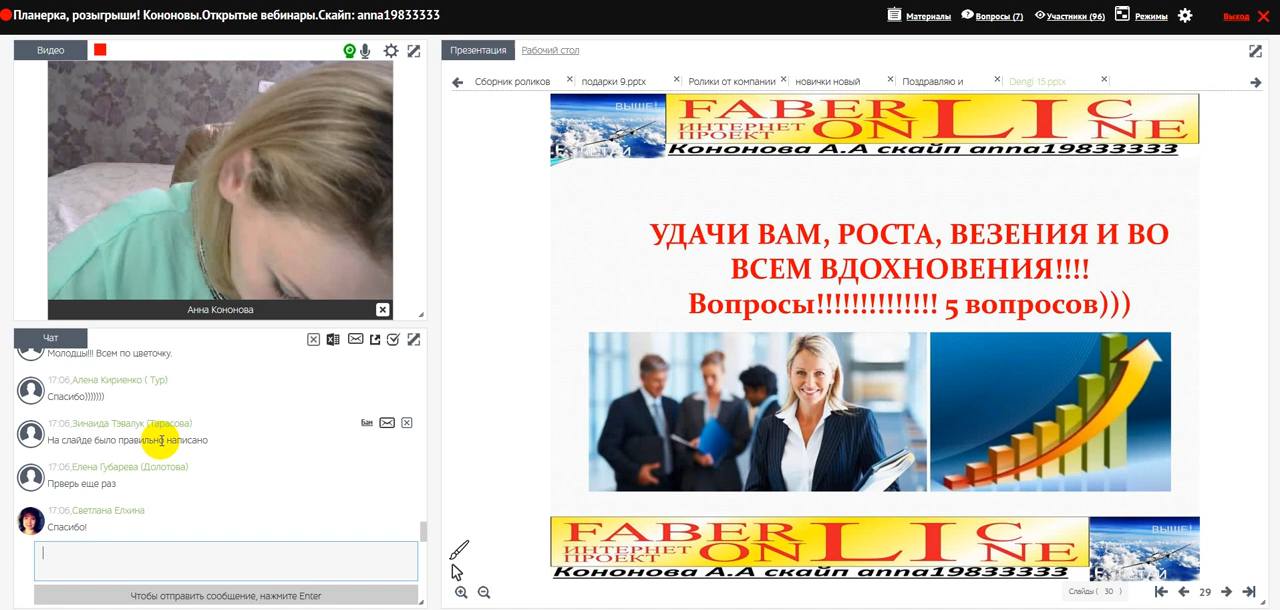 Планерка, розыгрыши! Кононовы.Открытые вебинары.Скайп: anna19833333
Материалы
Вопросы (7)
Участники (96)
Режимы
Выход
Видео
Анна Кононова
Чат
Молодцы!!! Всем по цветочку.
17:06,Алена Кириенко ( Тур)
Спасибо)))))))
17:06,Зинаида Тэвалук (Тарасова)
Бан
На слайде было правильно написано
17:06,Елена Губарева (Долотова)
Прверь еще раз
17:06,Светлана Елхина
Спасибо!
Чтобы отправить сообщение, нажмите Enter
Презентация
Рабочий стол
Сборник роликов
подарки 9.pptx
Ролики от компании
новички новый
Поздравляю и
Dengi 15.pptx
ВЫШЕ!
FABERLIC
ИНТЕРНЕТ
ПРОЕКТ
ONLINE
Кононова А.А скайп anna19833333
УДАЧИ ВАМ, РОСТА, ВЕЗЕНИЯ И ВО
ВСЕМ ВДОХНОВЕНИЯ!!!!
Вопросы!!!!!!!!!!!!!! 5 вопросов)))
FABERLIC
ИНТЕРНЕТ
ПРОЕКТ
ONLINE
Кононова А.А скайп anna19833333
ВЫШЕ!
Слайды ( 30 )
29